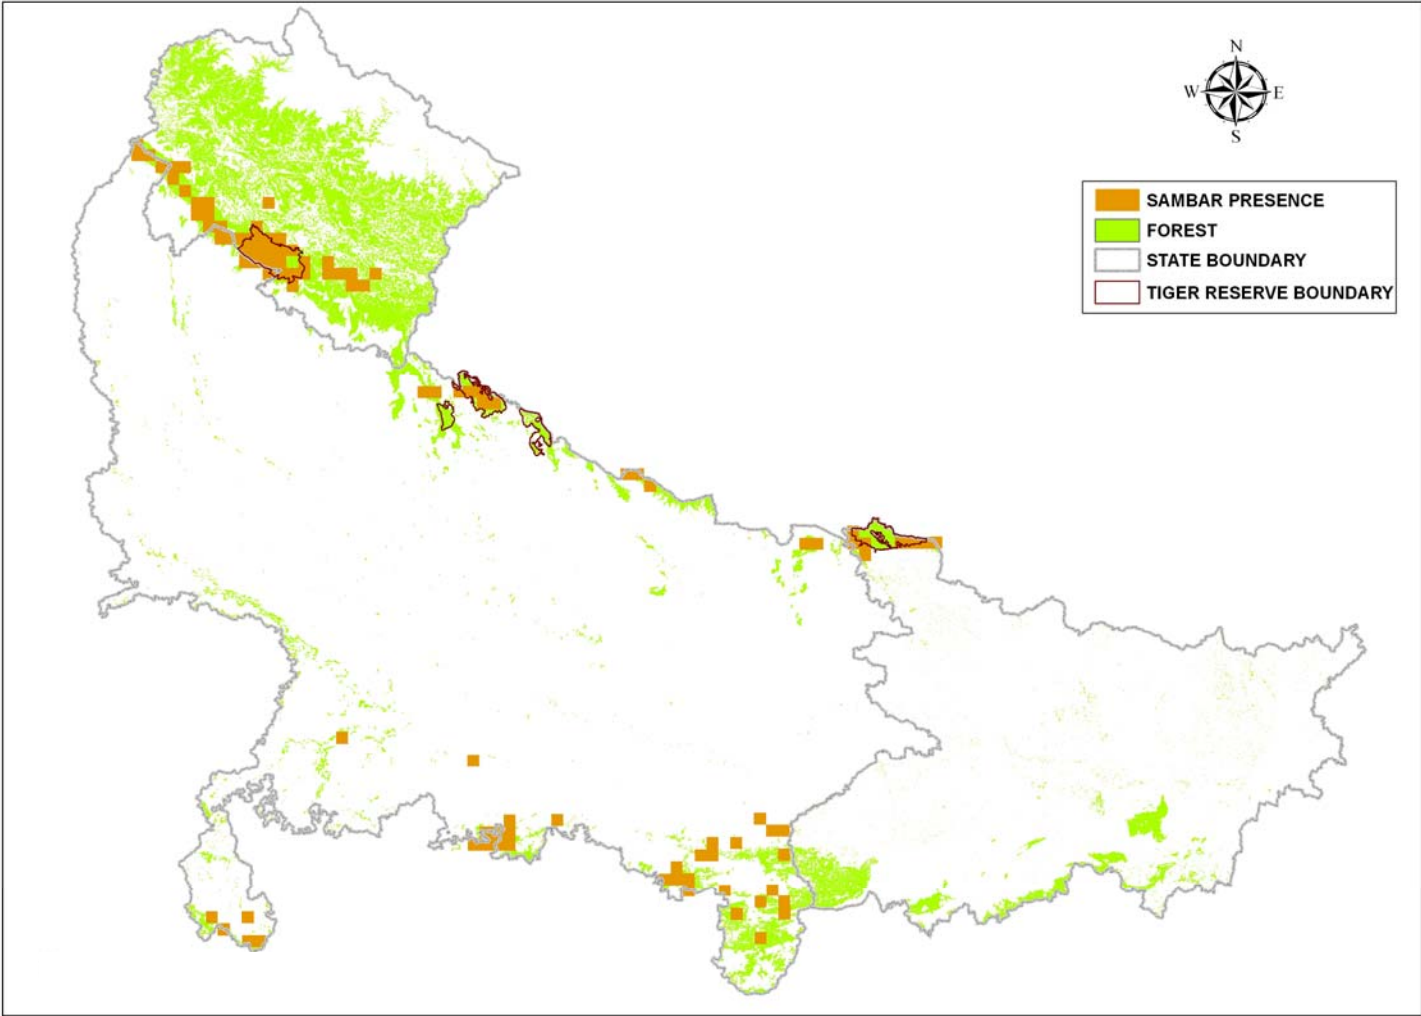 N
W E
S
SAMBAR PRESENCE
FOREST
STATE BOUNDARY
TIGER RESERVE BOUNDARY